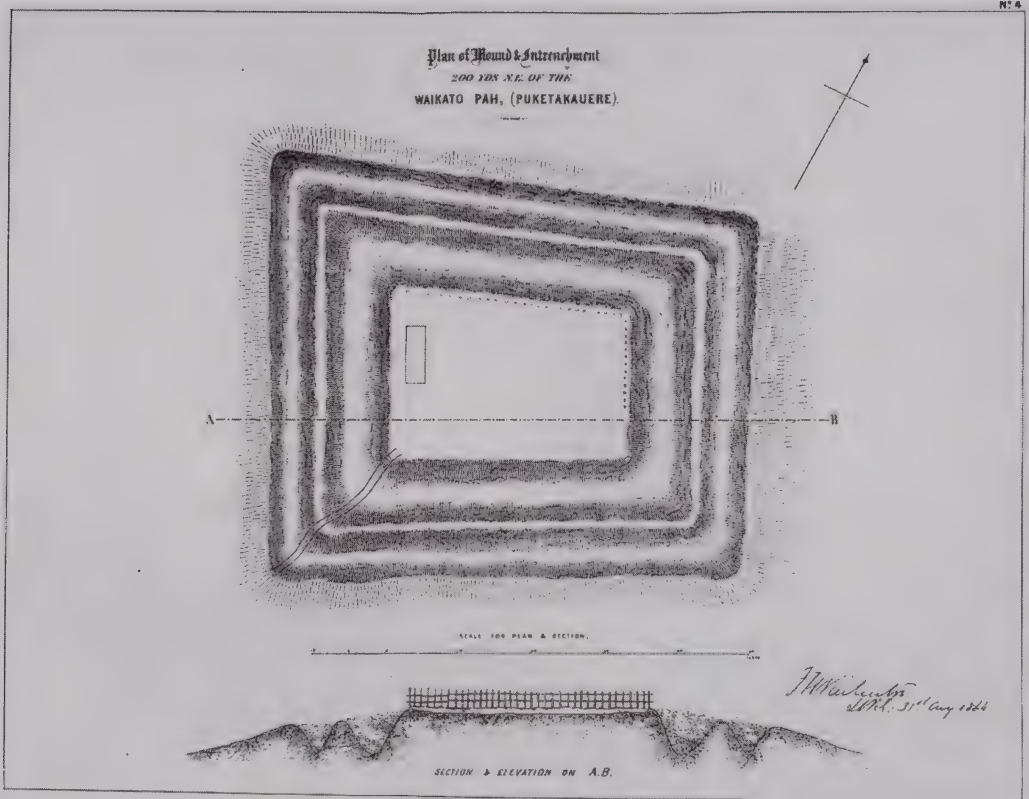 Nº 4
Plan of Mound & Intrenchment
200 YDS N.E. OF THE
WAIKATO PAH, (PUKETAKAUERE).
A
B
SCALE FOR PLAN & SECTION.
31st Aug 1864
SECTION & ELEVATION ON A.B.